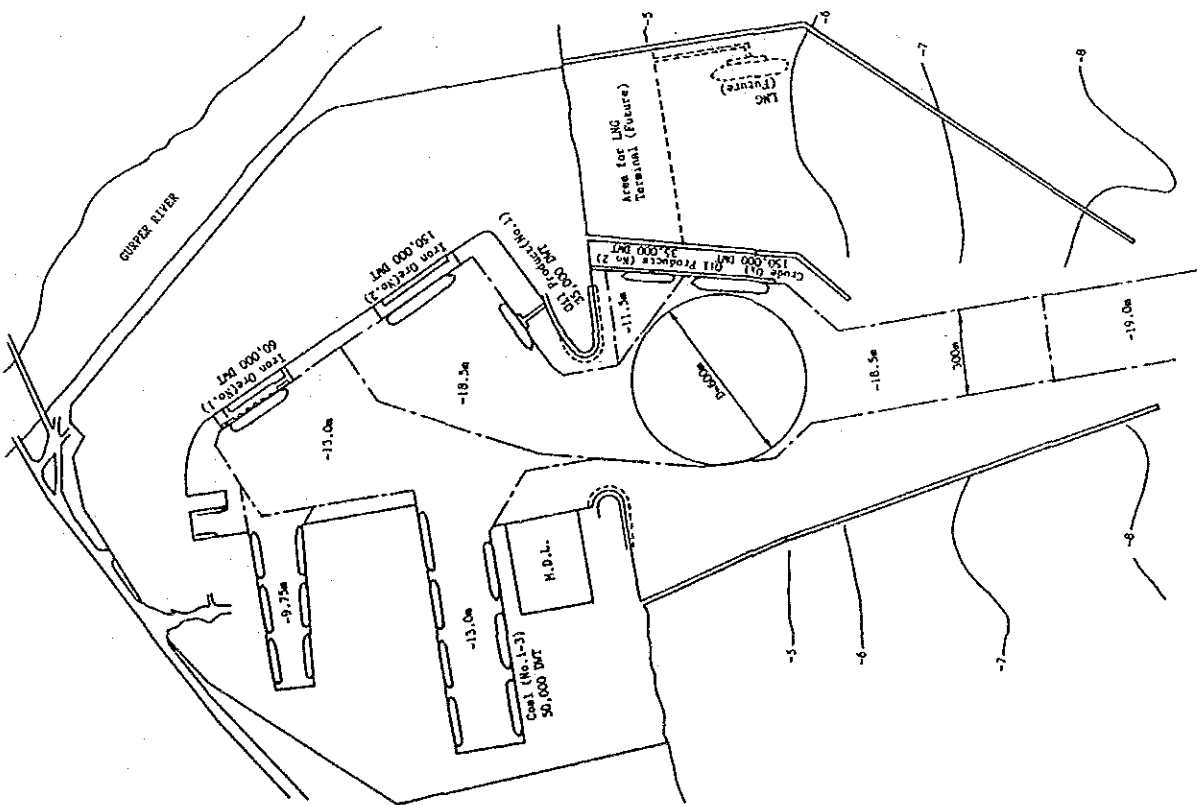 GURPER RIVER
Iron Ore(No.1)
60,000 DWT
Iron Ore(No.2)
150,000 DWT
Oil Product(No.1)
35,000 DWT
Oil Products (No.2)
35,000 DWT
150,000 DWT
Area for LNG
Terminal (Future)
LNG
(Future)
-5
-6
-7
-8
-13.0m
-18.5m
-11.5m
D=600m
-18.5m
300m
-19.0m
-9.75m
-13.0m
Coal (No.1-3)
50,000 DWT
-5
-6
-7
-8